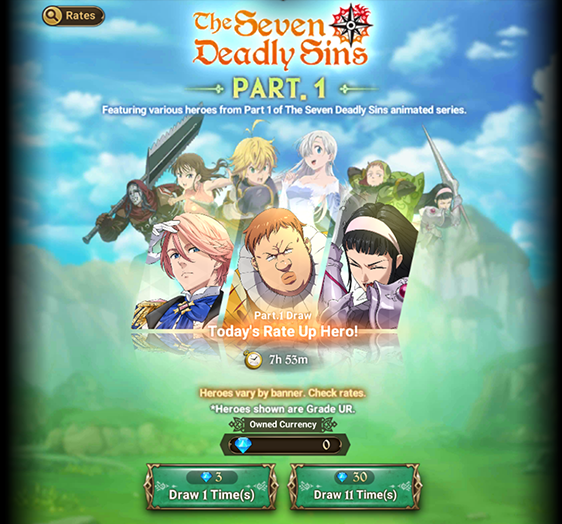 Rates
The Seven
Deadly Sins
PART. 1
Featuring various heroes from Part 1 of The Seven Deadly Sins animated series.
Part.1 Draw
Today's Rate Up Hero!
7h 53m
Heroes vary by banner. Check rates.
*Heroes shown are Grade UR.
Owned Currency
0
3
Draw 1 Time(s)
30
Draw 11 Time(s)